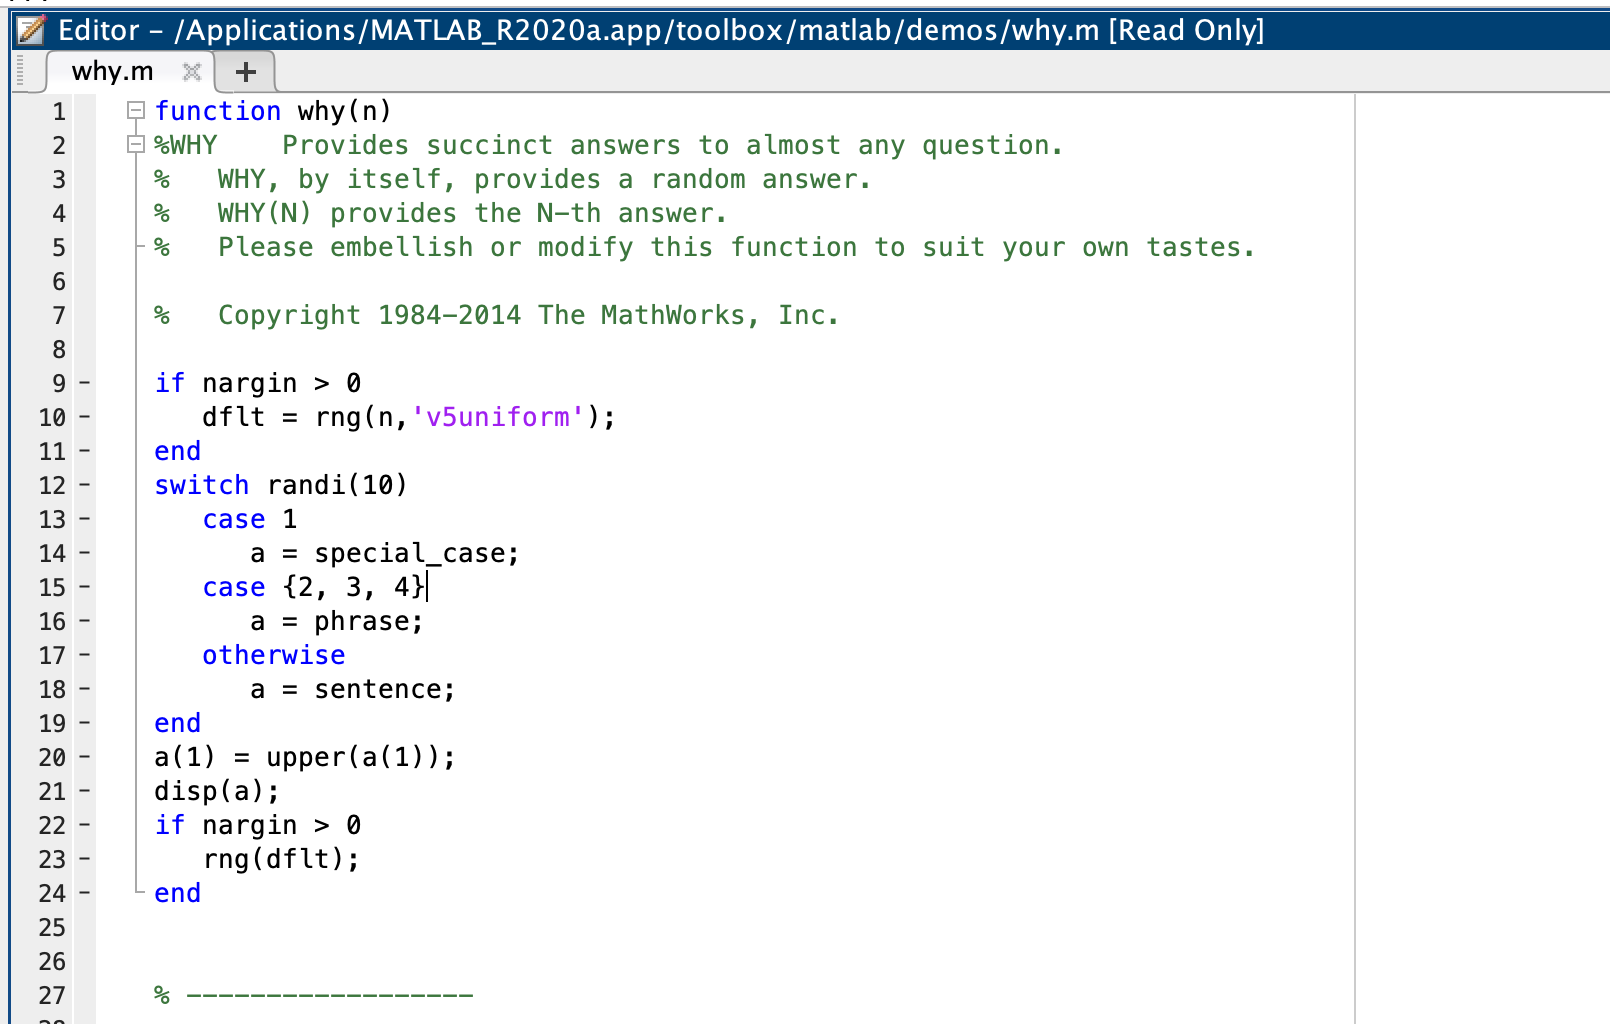 Editor – /Applications/MATLAB_R2020a.app/toolbox/matlab/demos/why.m [Read Only]
why.m
1 function why(n)
2 %WHY    Provides succinct answers to almost any question.
3 %   WHY, by itself, provides a random answer.
4 %   WHY(N) provides the N-th answer.
5 %   Please embellish or modify this function to suit your own tastes.
6
7 %   Copyright 1984-2014 The MathWorks, Inc.
8
9 – if nargin > 0
10 –    dflt = rng(n,'v5uniform');
11 – end
12 – switch randi(10)
13 –    case 1
14 –       a = special_case;
15 –    case {2, 3, 4}
16 –       a = phrase;
17 –    otherwise
18 –       a = sentence;
19 – end
20 – a(1) = upper(a(1));
21 – disp(a);
22 – if nargin > 0
23 –    rng(dflt);
24 – end
25
26
27 % ------------------